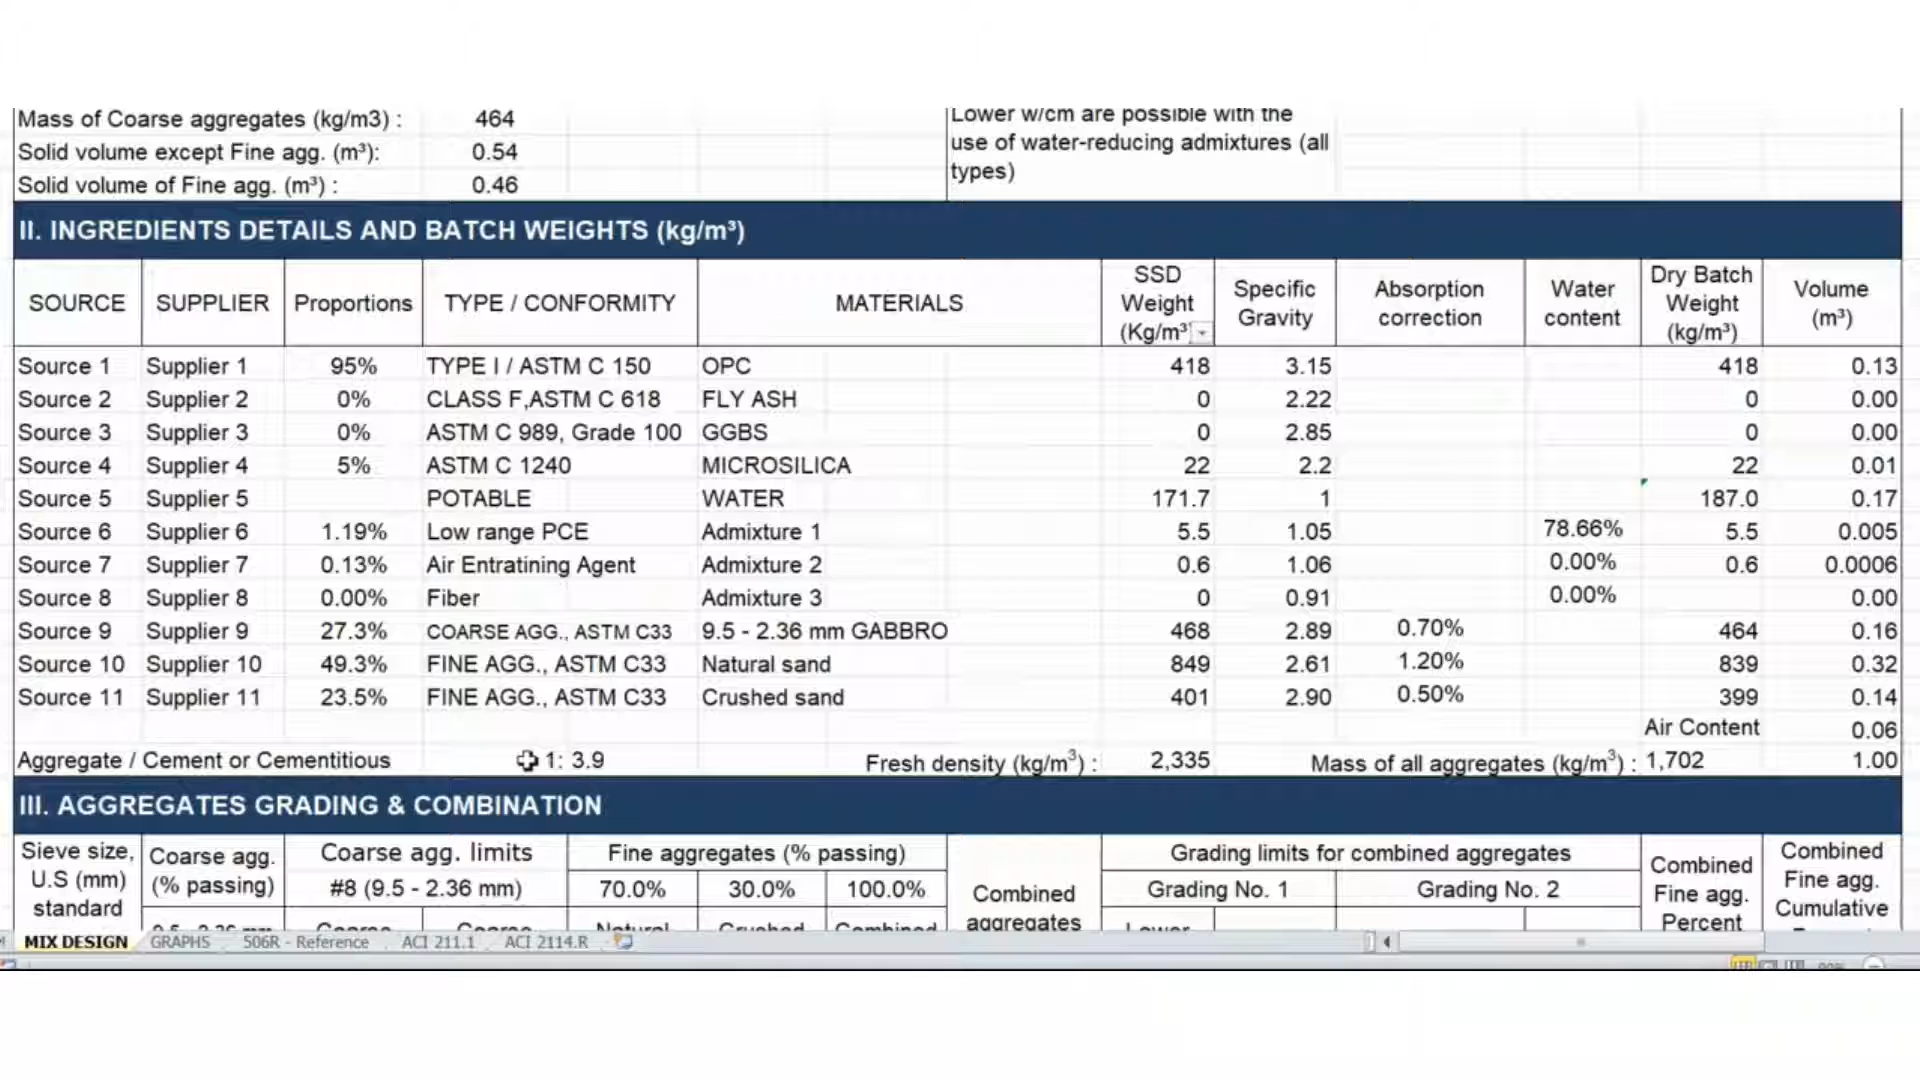 Mass of Coarse aggregates (kg/m3) : 464
Solid volume except Fine agg. (m³): 0.54
Solid volume of Fine agg. (m³) : 0.46
Lower w/cm are possible with the
use of water-reducing admixtures (all
types)
II. INGREDIENTS DETAILS AND BATCH WEIGHTS (kg/m³)
SOURCE SUPPLIER Proportions TYPE / CONFORMITY MATERIALS SSD Weight (Kg/m³ Specific Gravity Absorption correction Water content Dry Batch Weight (kg/m³) Volume (m³)
Source 1 Supplier 1 95% TYPE I / ASTM C 150 OPC 418 3.15 418 0.13
Source 2 Supplier 2 0% CLASS F,ASTM C 618 FLY ASH 0 2.22 0 0.00
Source 3 Supplier 3 0% ASTM C 989, Grade 100 GGBS 0 2.85 0 0.00
Source 4 Supplier 4 5% ASTM C 1240 MICROSILICA 22 2.2 22 0.01
Source 5 Supplier 5 POTABLE WATER 171.7 1 187.0 0.17
Source 6 Supplier 6 1.19% Low range PCE Admixture 1 5.5 1.05 78.66% 5.5 0.005
Source 7 Supplier 7 0.13% Air Entratining Agent Admixture 2 0.6 1.06 0.00% 0.6 0.0006
Source 8 Supplier 8 0.00% Fiber Admixture 3 0 0.91 0.00% 0.00
Source 9 Supplier 9 27.3% COARSE AGG., ASTM C33 9.5 - 2.36 mm GABBRO 468 2.89 0.70% 464 0.16
Source 10 Supplier 10 49.3% FINE AGG., ASTM C33 Natural sand 849 2.61 1.20% 839 0.32
Source 11 Supplier 11 23.5% FINE AGG., ASTM C33 Crushed sand 401 2.90 0.50% 399 0.14
Air Content 0.06
Aggregate / Cement or Cementitious 1: 3.9 Fresh density (kg/m³) : 2,335 Mass of all aggregates (kg/m³) : 1,702 1.00
III. AGGREGATES GRADING & COMBINATION
Sieve size, U.S (mm) standard
Coarse agg. (% passing)
Coarse agg. limits
#8 (9.5 - 2.36 mm)
Fine aggregates (% passing)
70.0% 30.0% 100.0%
Natural Crushed Combined
Coarse Coarse
Combined aggregates
Grading limits for combined aggregates
Grading No. 1 Grading No. 2
Lower
Combined Fine agg. Percent
Combined Fine agg. Cumulative
MIX DESIGN GRAPHS 506R - Reference ACI 211.1 ACI 2114.R